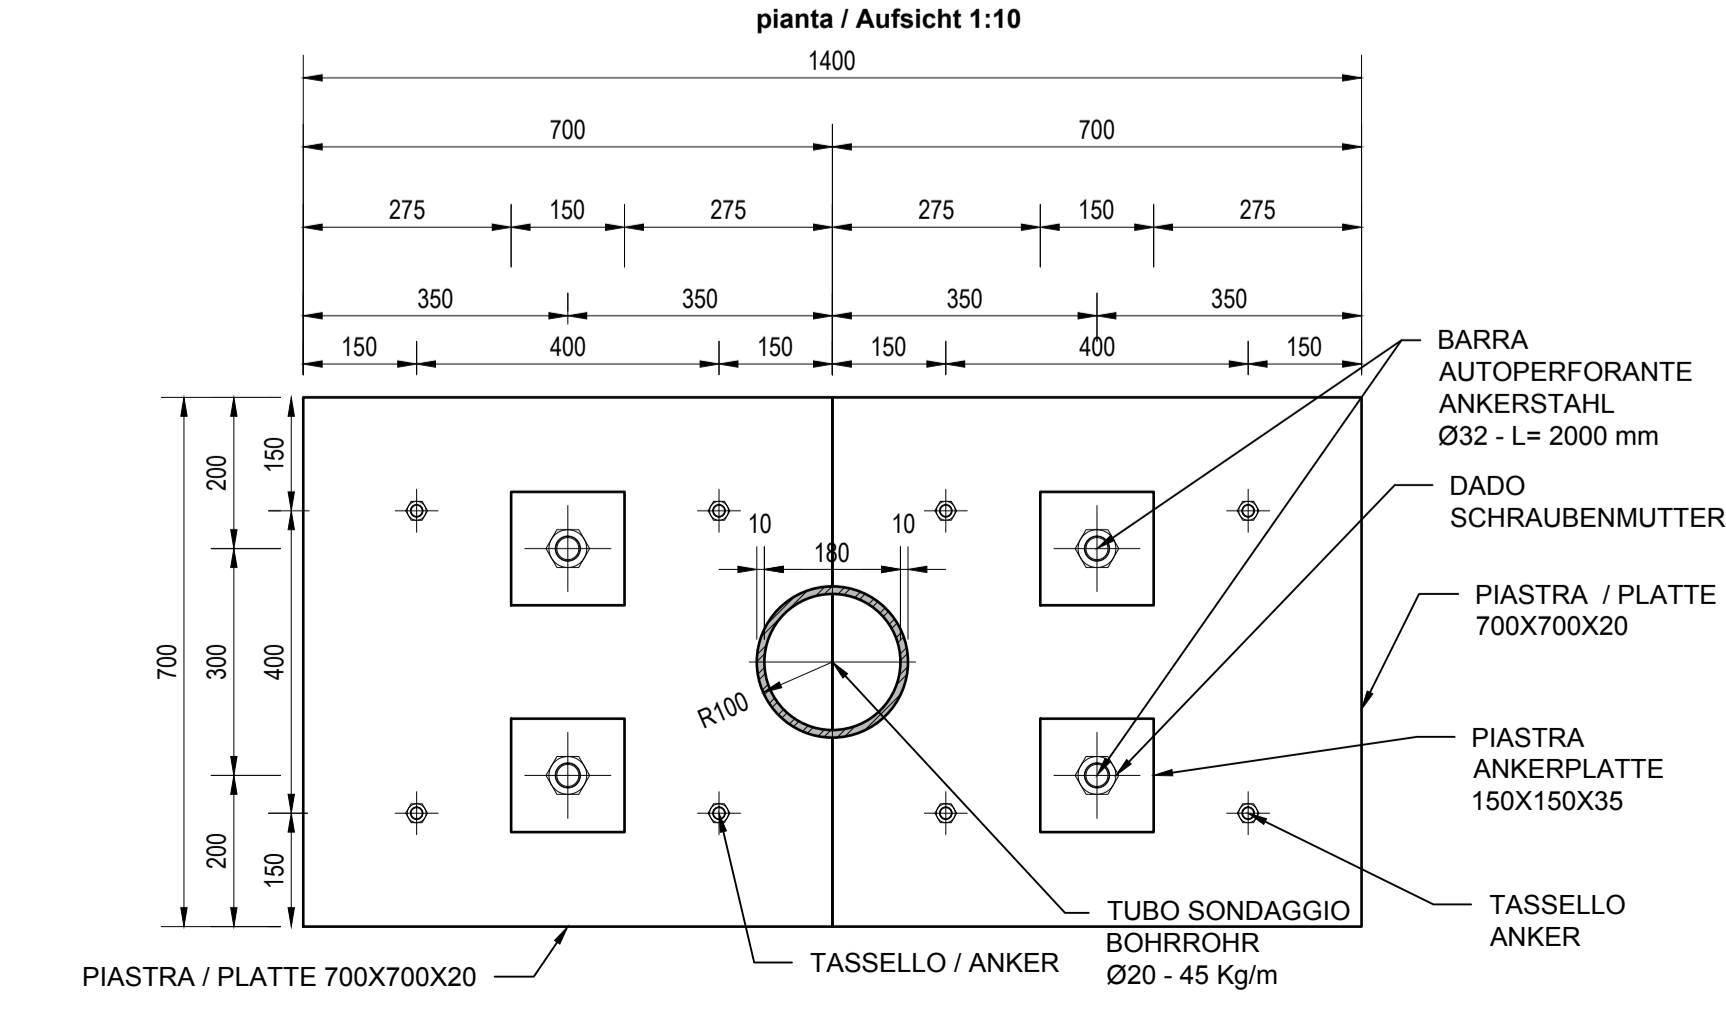 pianta / Aufsicht 1:10
1400
700
700
275
150
275
275
150
275
350
350
350
350
150
400
150
150
400
150
BARRA
AUTOPERFORANTE
ANKERSTAHL
Ø32 - L= 2000 mm
DADO
SCHRAUBENMUTTER
PIASTRA / PLATTE
700X700X20
PIASTRA
ANKERPLATTE
150X150X35
TASSELLO
ANKER
700
200
300
200
150
400
150
10
180
10
R100
TUBO SONDAGGIO
BOHRROHR
Ø20 - 45 Kg/m
TASSELLO / ANKER
PIASTRA / PLATTE 700X700X20